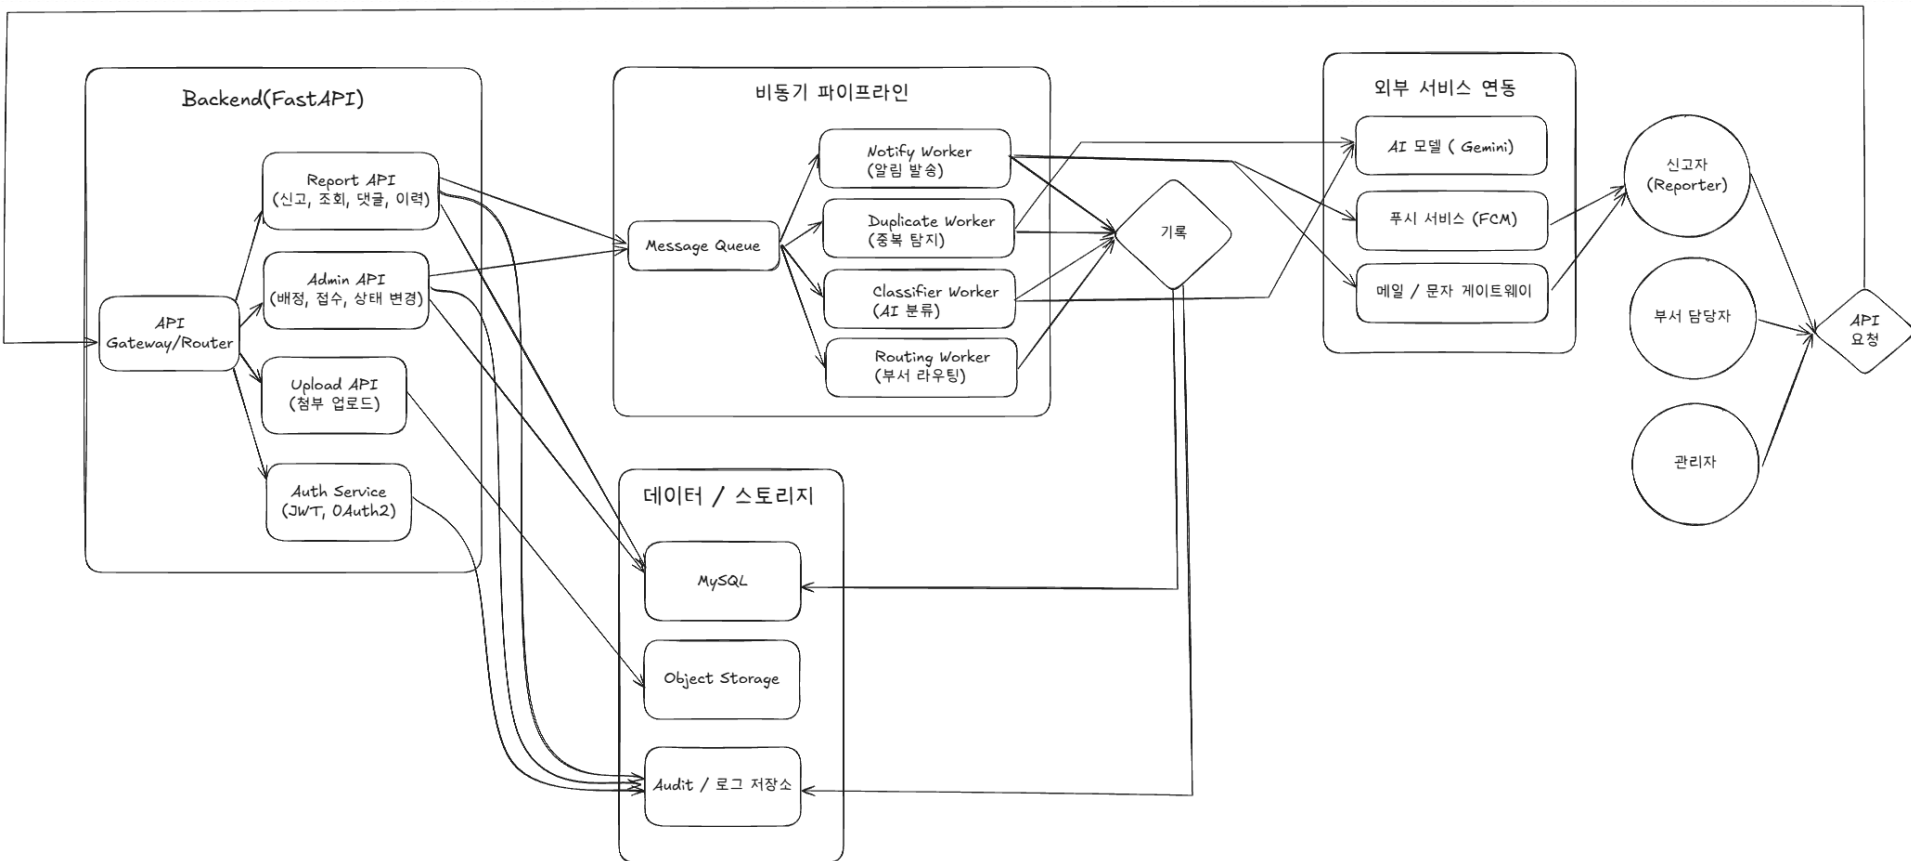 Backend(FastAPI)
Report API
(신고, 조회, 댓글, 이력)
Admin API
(배정, 접수, 상태 변경)
API
Gateway/Router
Upload API
(첨부 업로드)
Auth Service
(JWT, OAuth2)
비동기 파이프라인
Message Queue
Notify Worker
(알림 발송)
Duplicate Worker
(중복 탐지)
Classifier Worker
(AI 분류)
Routing Worker
(부서 라우팅)
기록
데이터 / 스토리지
MySQL
Object Storage
Audit / 로그 저장소
외부 서비스 연동
AI 모델 ( Gemini)
푸시 서비스 (FCM)
메일 / 문자 게이트웨이
신고자
(Reporter)
부서 담당자
관리자
API
요청